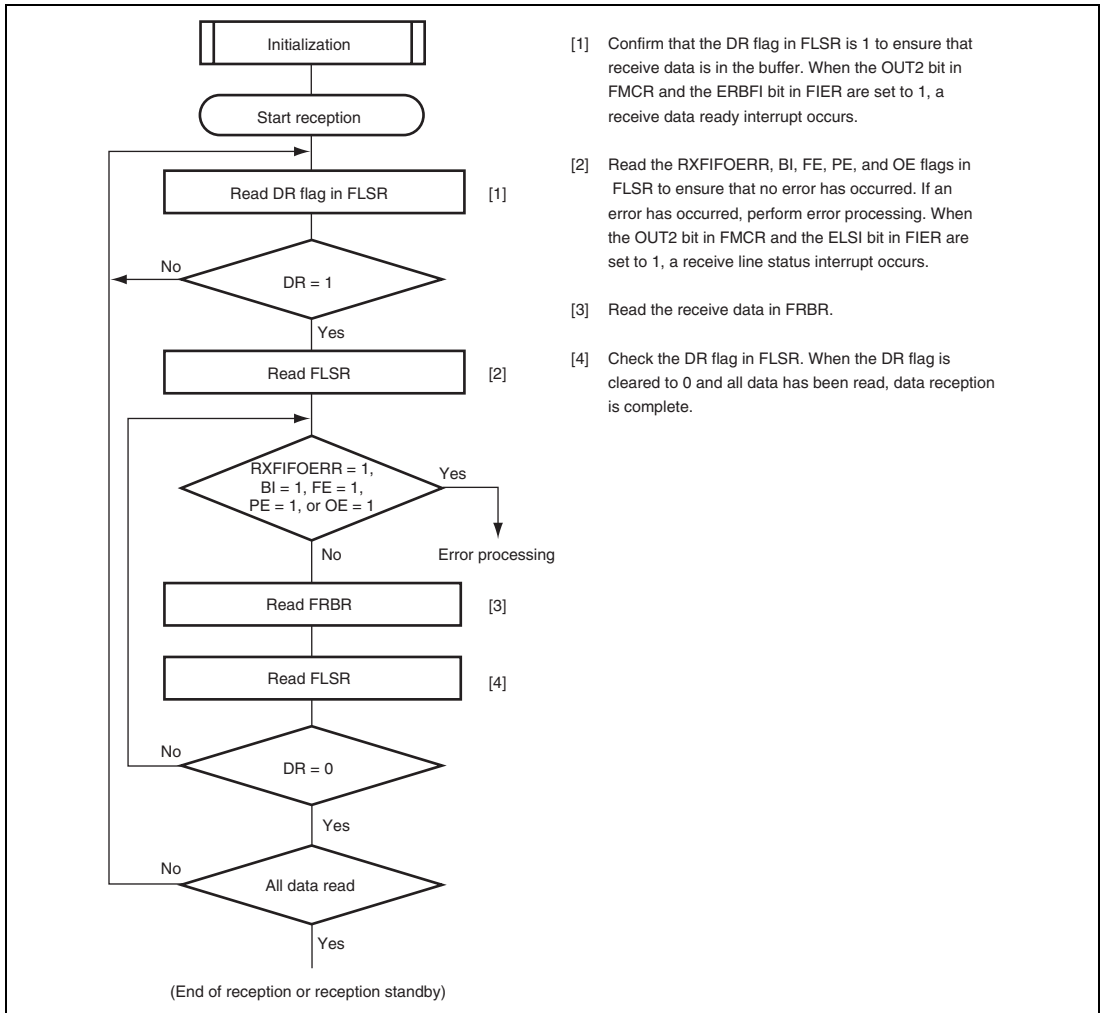 Initialization
Start reception
Read DR flag in FLSR
[1]
No
DR = 1
Yes
Read FLSR
[2]
RXFIFOERR = 1,
BI = 1, FE = 1,
PE = 1, or OE = 1
Yes
No
Error processing
Read FRBR
[3]
Read FLSR
[4]
No
DR = 0
Yes
No
All data read
Yes
(End of reception or reception standby)
[1] Confirm that the DR flag in FLSR is 1 to ensure that
receive data is in the buffer. When the OUT2 bit in
FMCR and the ERBFI bit in FIER are set to 1, a
receive data ready interrupt occurs.
[2] Read the RXFIFOERR, BI, FE, PE, and OE flags in
FLSR to ensure that no error has occurred. If an
error has occurred, perform error processing. When
the OUT2 bit in FMCR and the ELSI bit in FIER are
set to 1, a receive line status interrupt occurs.
[3] Read the receive data in FRBR.
[4] Check the DR flag in FLSR. When the DR flag is
cleared to 0 and all data has been read, data reception
is complete.